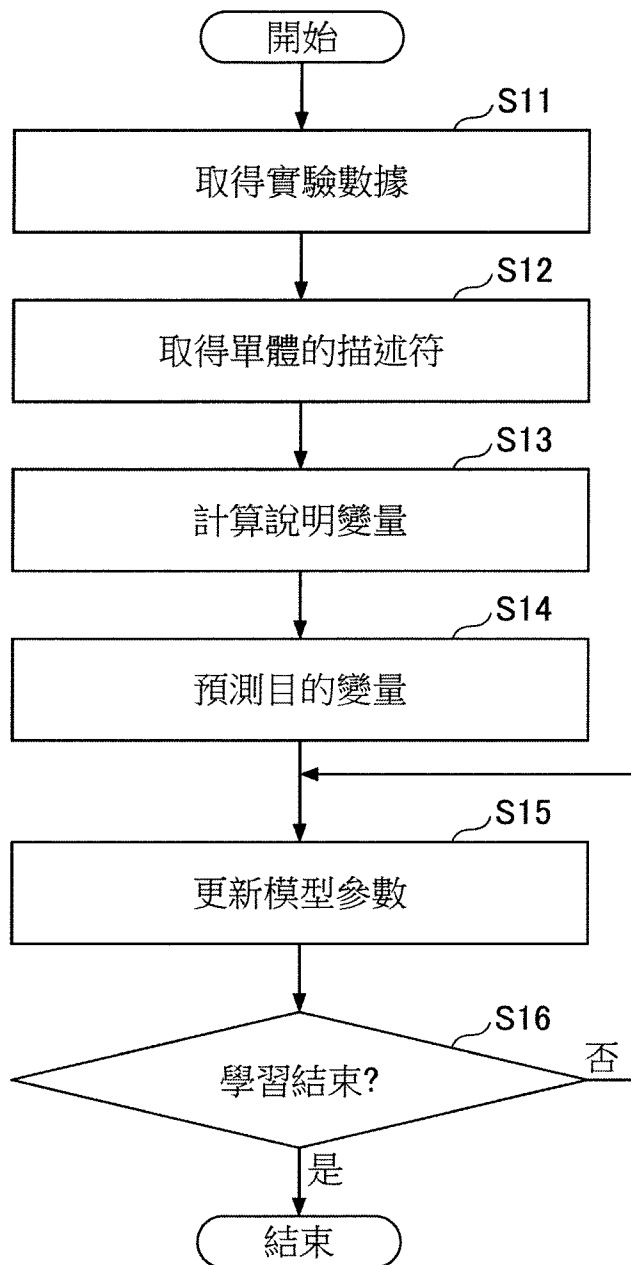 開始
S11
取得實驗數據
S12
取得單體的描述符
S13
計算說明變量
S14
預測目的變量
S15
更新模型參數
S16
學習結束?
否
是
結束